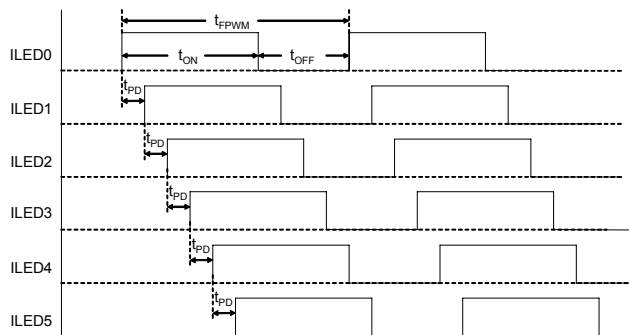 tFPWM
ILED0
tON tOFF
tPD
ILED1
tPD
ILED2
tPD
ILED3
tPD
ILED4
tPD
ILED5